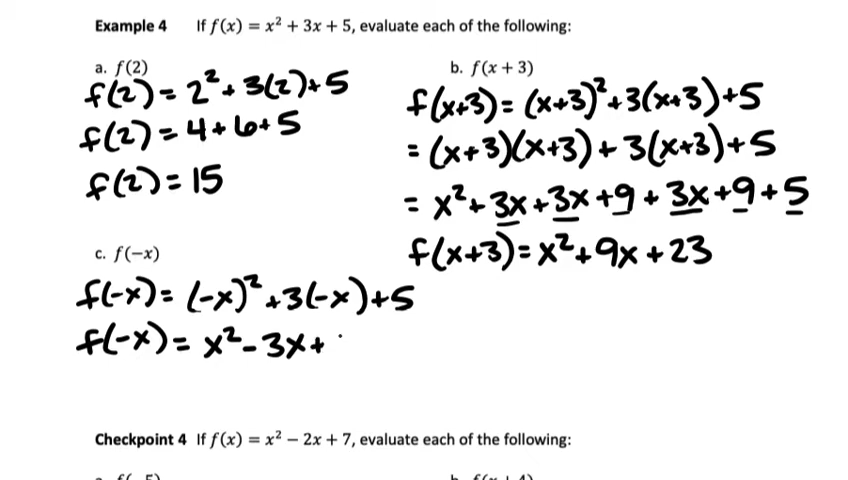 Example 4 If f(x) = x² + 3x + 5, evaluate each of the following:
a. f(2)
f(2) = 2² + 3(2) + 5
f(2) = 4 + 6 + 5
f(2) = 15
b. f(x + 3)
f(x+3) = (x+3)² + 3(x+3) + 5
= (x+3)(x+3) + 3(x+3) + 5
= x² + 3x + 3x + 9 + 3x + 9 + 5
f(x+3) = x² + 9x + 23
c. f(−x)
f(-x) = (-x)² + 3(-x) + 5
f(-x) = x² - 3x +
Checkpoint 4 If f(x) = x² − 2x + 7, evaluate each of the following: